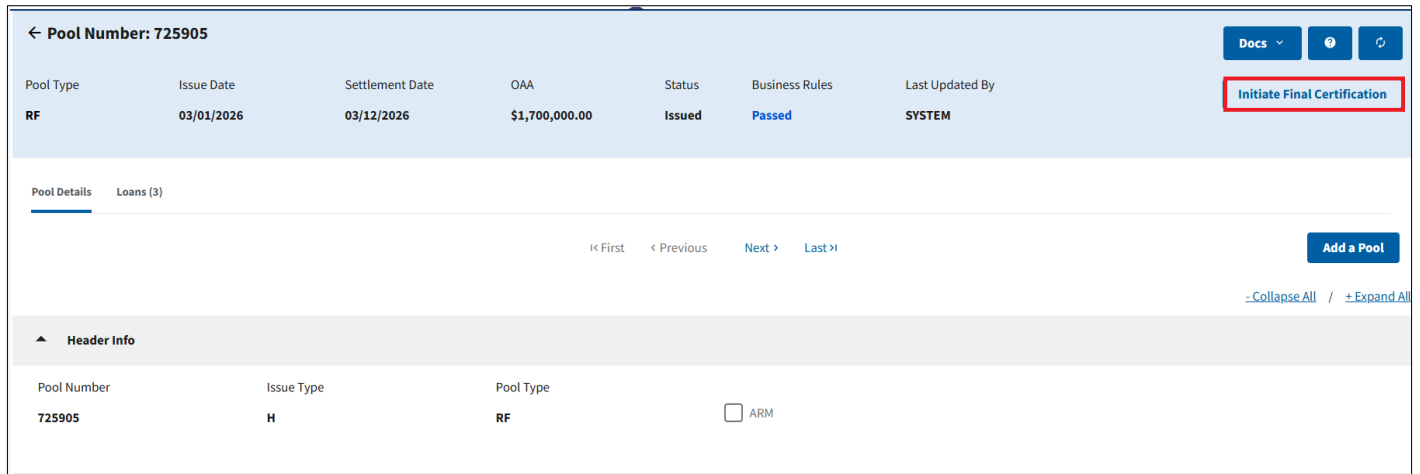 ← Pool Number: 725905
Docs
Pool Type Issue Date Settlement Date OAA Status Business Rules Last Updated By
Initiate Final Certification
RF 03/01/2026 03/12/2026 $1,700,000.00 Issued Passed SYSTEM
Pool Details Loans (3)
First Previous Next Last
Add a Pool
- Collapse All / + Expand All
Header Info
Pool Number Issue Type Pool Type
725905 H RF
ARM